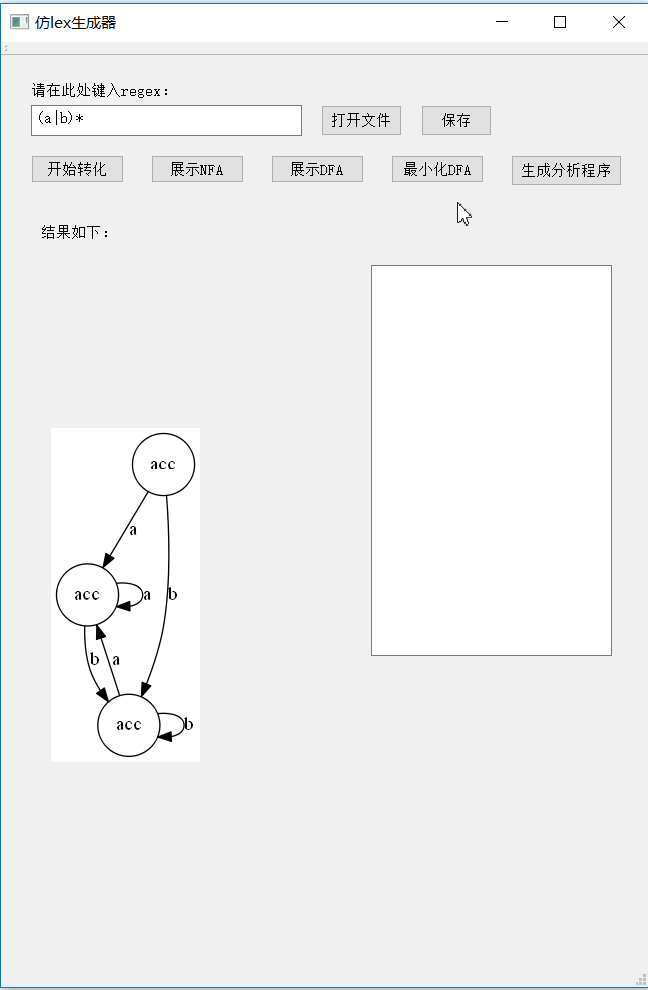 仿lex生成器
请在此处键入regex：
(a|b)*
打开文件
保存
开始转化
展示NFA
展示DFA
最小化DFA
生成分析程序
结果如下：
acc
a
acc
a
b
b
a
acc
b